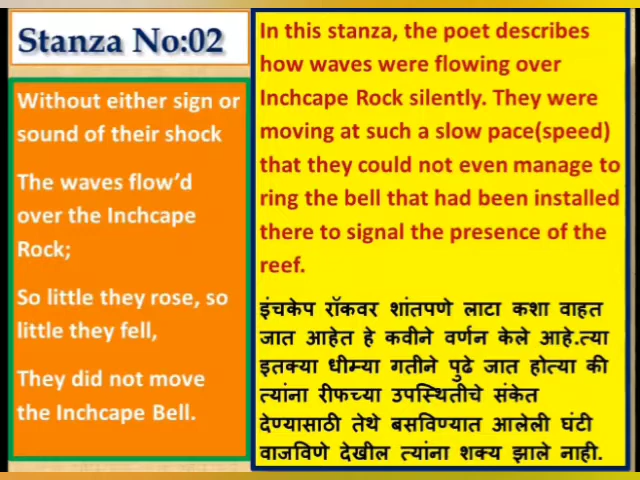 Stanza No:02
Without either sign or
sound of their shock
The waves flow’d
over the Inchcape
Rock;
So little they rose, so
little they fell,
They did not move
the Inchcape Bell.
In this stanza, the poet describes
how waves were flowing over
Inchcape Rock silently. They were
moving at such a slow pace(speed)
that they could not even manage to
ring the bell that had been installed
there to signal the presence of the
reef.
इंचकेप रॉकवर शांतपणे लाटा कशा वाहत
जात आहेत हे कवीने वर्णन केले आहे.त्या
इतक्या धीम्या गतीने पुढे जात होत्या की
त्यांना रीफच्या उपस्थितीचे संकेत
देण्यासाठी तेथे बसविण्यात आलेली घंटी
वाजविणे देखील त्यांना शक्य झाले नाही.